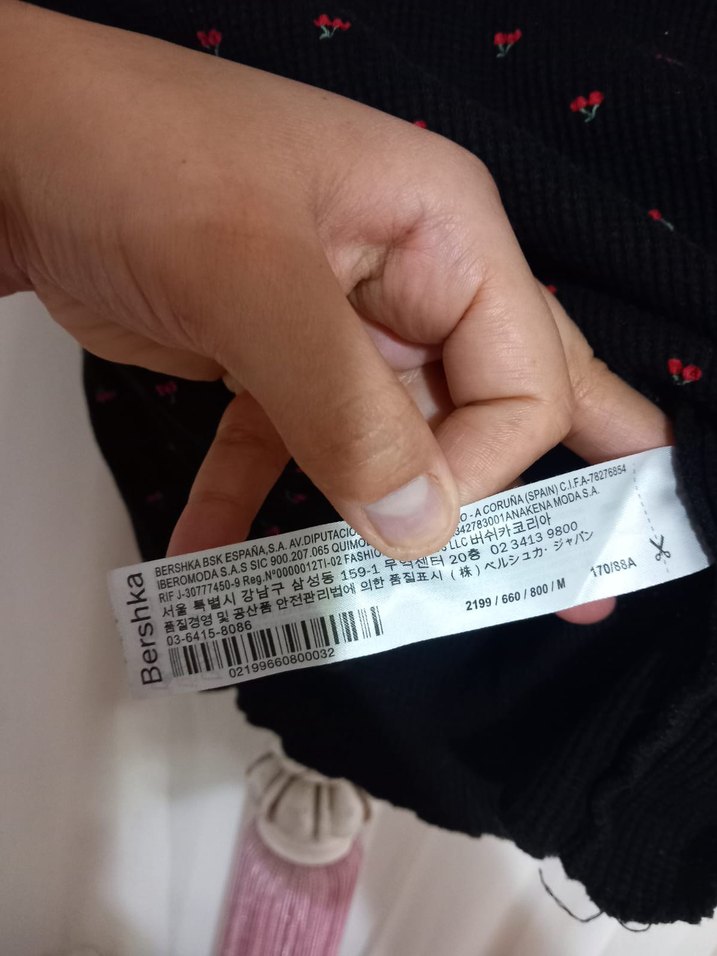 Bershka
BERSHKA BSK ESPAÑA,S.A. AV.DIPUTACIO - A CORUÑA (SPAIN) C.I.F.A-78276854
IBEROMODA S.A.S SIC 900.207.065 QUIMO 342783001ANAKENA MODA S.A.
RIF J-30777450-9 Reg.Nº0000012TI-02 FASHIO LLC 버쉬카코리아
서울 특별시 강남구 삼성동 159-1 무역센터 20층 02 3413 9800
품질경영 및 공산품 안전관리법에 의한 품질표시 (株) ベルシュカ・ジャパン
03-6415-8086
2199 / 660 / 800 / M 170/88A
02199660800032